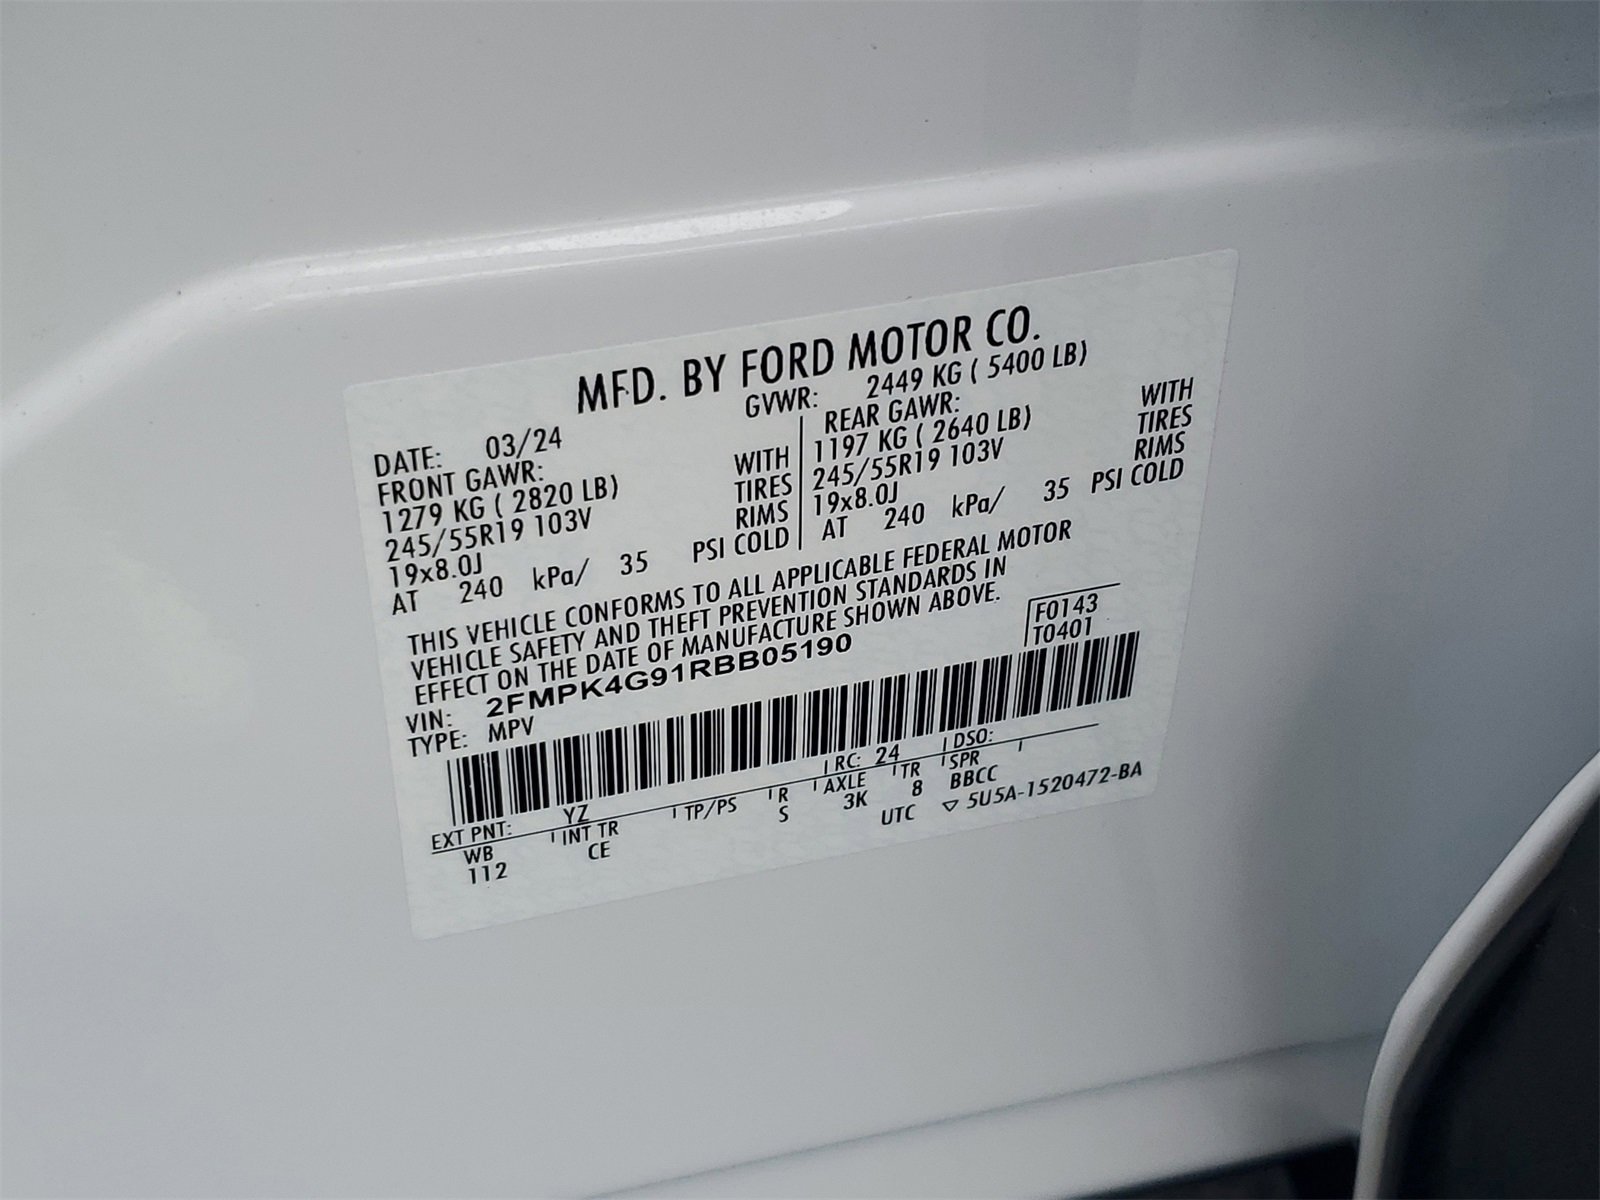 MFD. BY FORD MOTOR CO.
DATE: 03/24 GVWR: 2449 KG ( 5400 LB)
FRONT GAWR: REAR GAWR:
1279 KG ( 2820 LB) WITH 1197 KG ( 2640 LB) WITH
245/55R19 103V TIRES 245/55R19 103V TIRES
19x8.0J RIMS 19x8.0J RIMS
AT 240 kPa/ 35 PSI COLD AT 240 kPa/ 35 PSI COLD
THIS VEHICLE CONFORMS TO ALL APPLICABLE FEDERAL MOTOR
VEHICLE SAFETY AND THEFT PREVENTION STANDARDS IN
EFFECT ON THE DATE OF MANUFACTURE SHOWN ABOVE.
F0143
T0401
VIN: 2FMPK4G91RBB05190
TYPE: MPV
EXT PNT: YZ RC: 24 DSO:
WB INT TR TP/PS R AXLE TR SPR
112 CE S 3K 8 BBCC
UTC ▽ 5U5A-1520472-BA